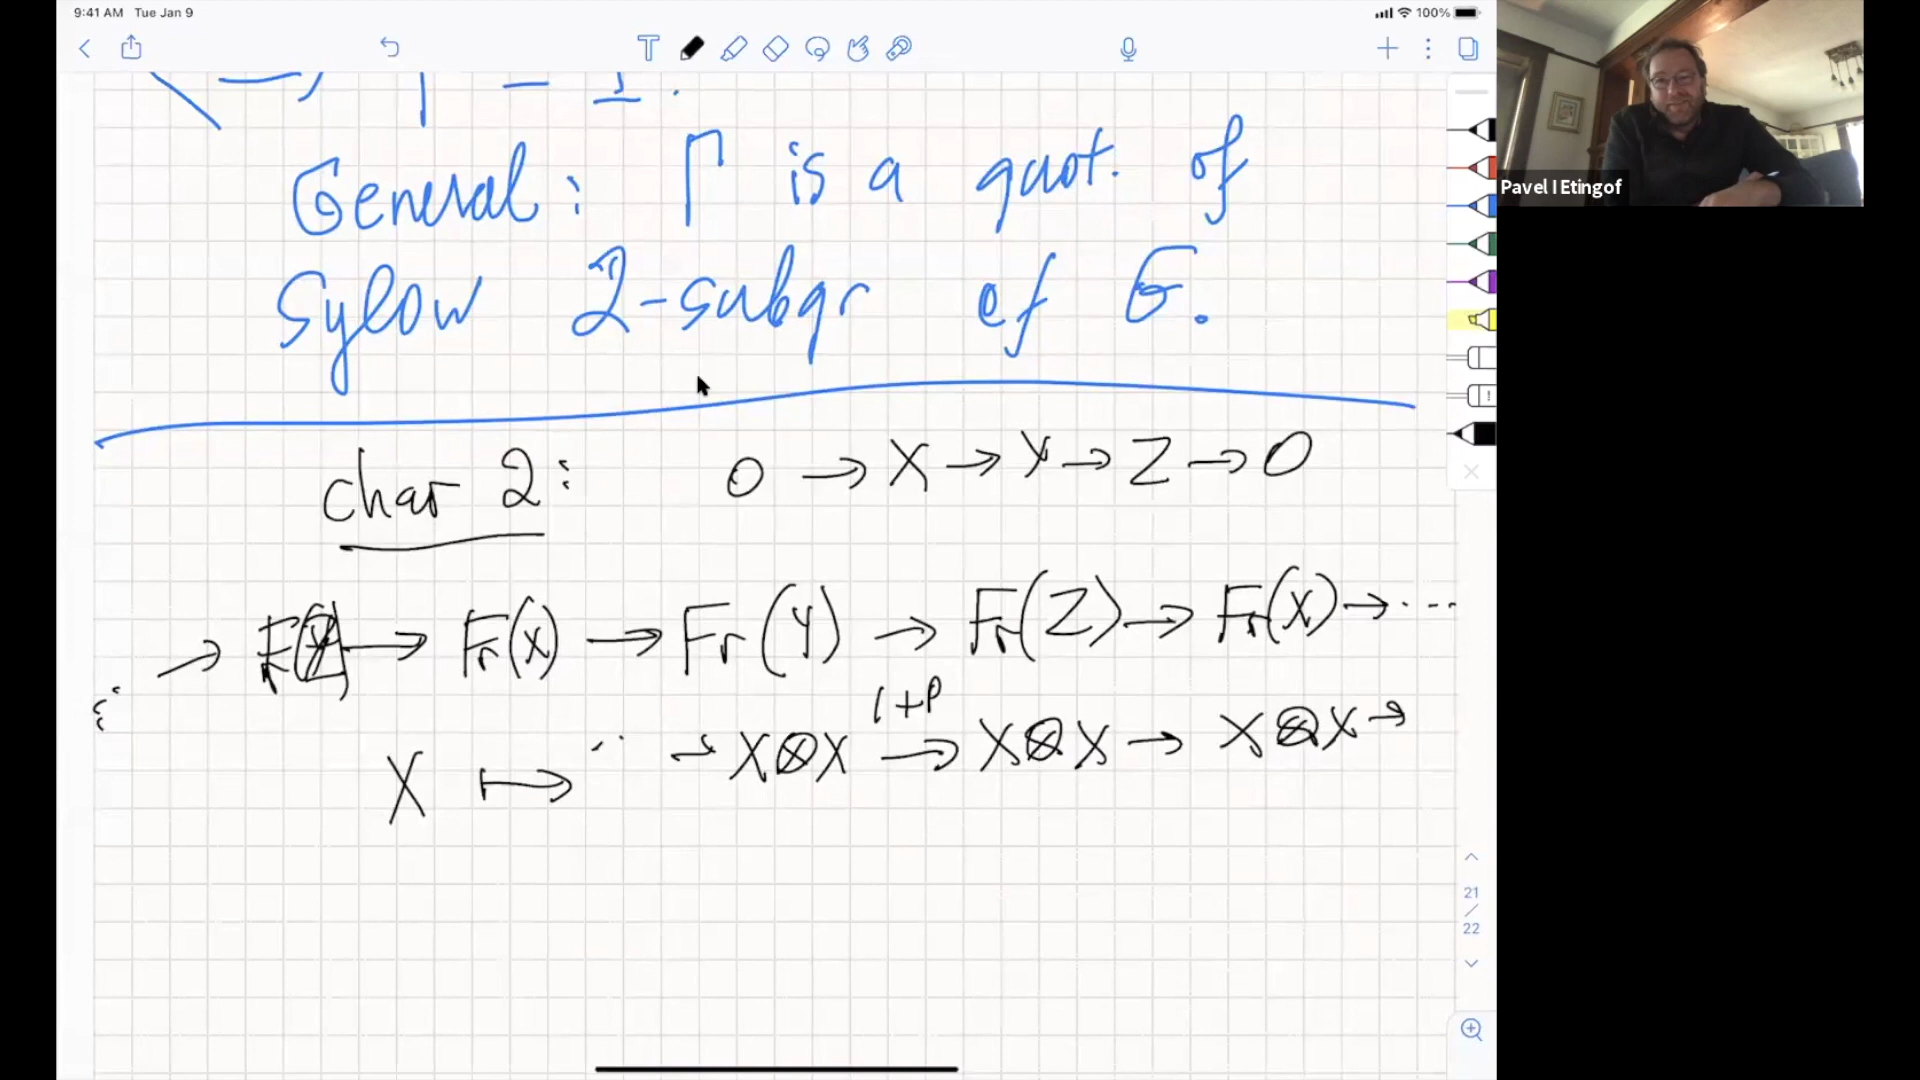 9:41 AM Tue Jan 9
100%
General: Γ is a quot. of
Sylow 2-subgr of G.
char 2: 0 → X → Y → Z → 0
→ Fr(Z) → Fr(X) → Fr(Y) → Fr(Z) → Fr(X) → ...
1+P
X ↦ ... → X⊗X → X⊗X → X⊗X →
Pavel I Etingof
21
/
22